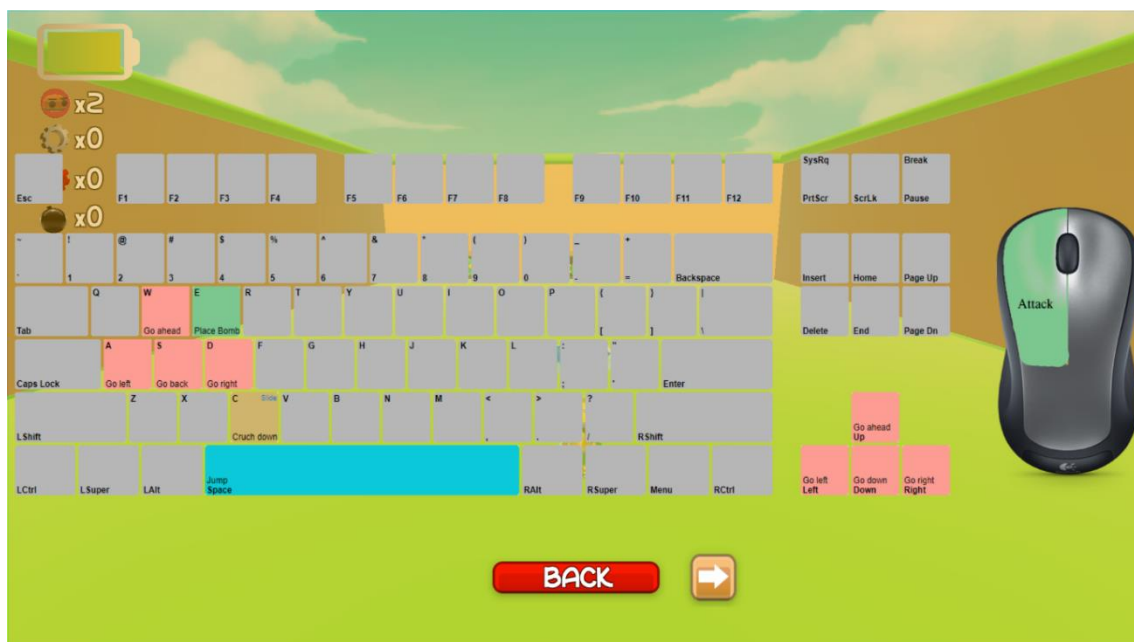 x2
x0
x0
x0
SysRq Break
Esc F1 F2 F3 F4 F5 F6 F7 F8 F9 F10 F11 F12 PrtScr ScrLk Pause
~ ! @ # $ % ^ & * ( ) _ +
` 1 2 3 4 5 6 7 8 9 0 - = Backspace Insert Home Page Up
Q W E R T Y U I O P { } |
Tab Go ahead Place Bomb [ ] \ Delete End Page Dn
A S D F G H J K L : "
Caps Lock Go left Go back Go right ; ' Enter
Z X C Slide V B N M < > ?
LShift Cruch down , . / RShift
Go ahead
Up
Jump
LCtrl LSuper LAlt Space RAlt RSuper Menu RCtrl
Go left Go down Go right
Left Down Right
Attack
BACK